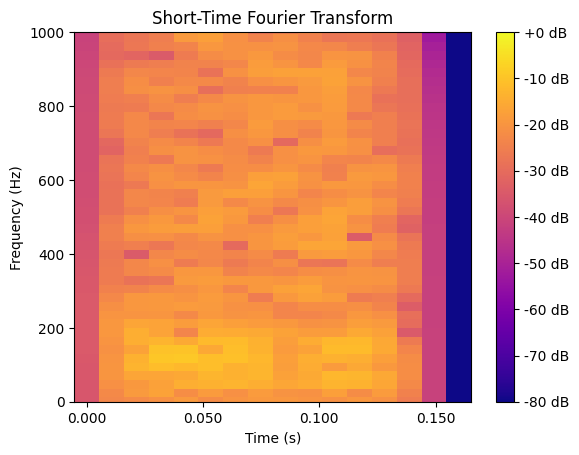 Short-Time Fourier Transform
1000
800
600
400
200
0
Frequency (Hz)
0.000
0.050
0.100
0.150
Time (s)
+0 dB
-10 dB
-20 dB
-30 dB
-40 dB
-50 dB
-60 dB
-70 dB
-80 dB